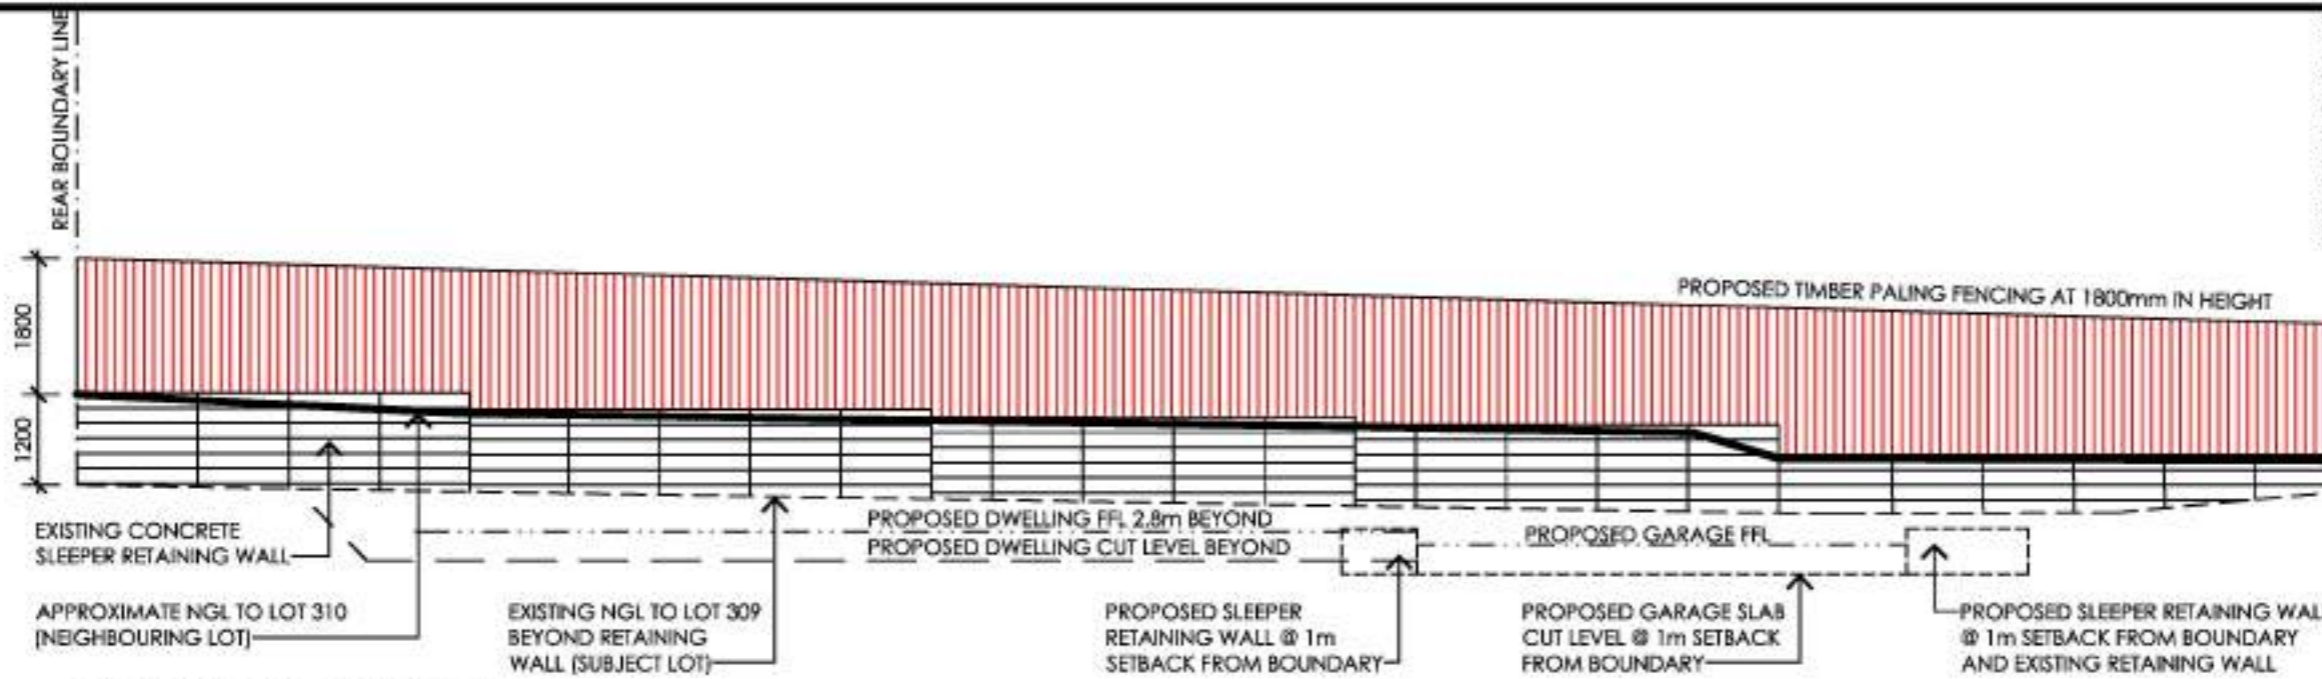 REAR BOUNDARY LINE
PROPOSED TIMBER PALING FENCING AT 1800mm IN HEIGHT
1800
1200
EXISTING CONCRETE
SLEEPER RETAINING WALL
PROPOSED DWELLING FFL 2.8m BEYOND
PROPOSED DWELLING CUT LEVEL BEYOND
PROPOSED GARAGE FFL
APPROXIMATE NGL TO LOT 310
(NEIGHBOURING LOT)
EXISTING NGL TO LOT 309
BEYOND RETAINING
WALL (SUBJECT LOT)
PROPOSED SLEEPER
RETAINING WALL @ 1m
SETBACK FROM BOUNDARY
PROPOSED GARAGE SLAB
CUT LEVEL @ 1m SETBACK
FROM BOUNDARY
PROPOSED SLEEPER RETAINING WAL
@ 1m SETBACK FROM BOUNDARY
AND EXISTING RETAINING WALL